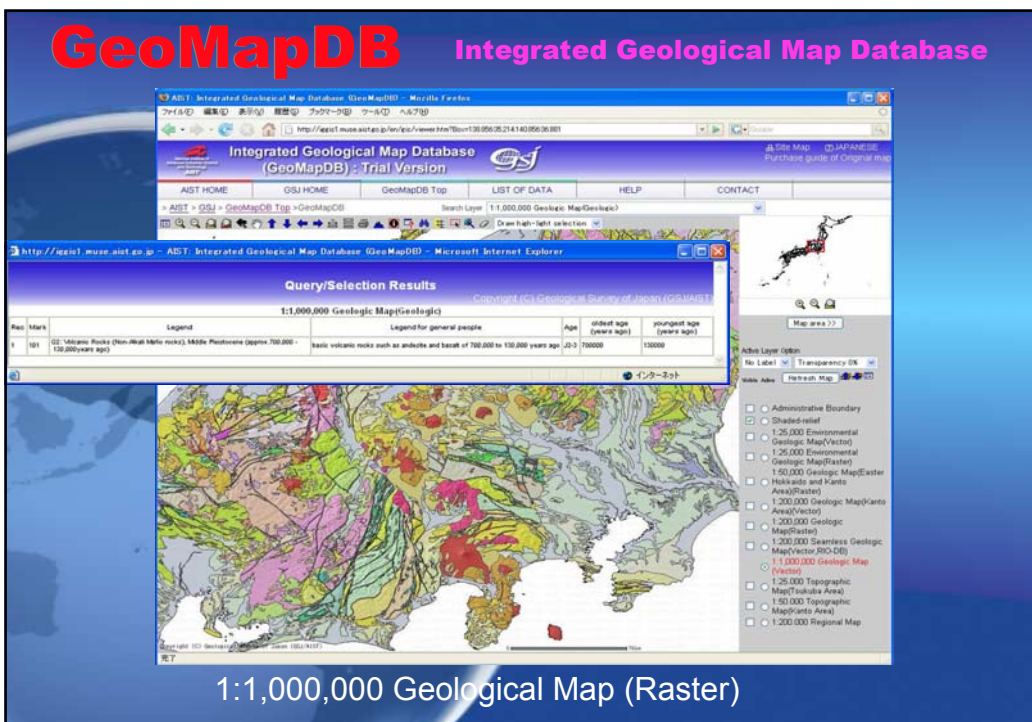 GeoMapDB Integrated Geological Map Database
AIST: Integrated Geological Map Database (GeoMapDB) - Mozilla Firefox
ファイル(F) 編集(E) 表示(V) 履歴(S) ブックマーク(B) ツール(T) ヘルプ(H)
Integrated Geological Map Database
(GeoMapDB) : Trial Version
GSJ
Site Map JAPANESE
Purchase guide of Original map
AIST HOME GSJ HOME GeoMapDB Top LIST OF DATA HELP CONTACT
> AIST > GSJ > GeoMapDB Top >GeoMapDB Search Layer 1:1,000,000 Geologic Map(Geologic)
Draw high-light selection
http://iggis1.muse.aist.go.jp - AIST: Integrated Geological Map Database (GeoMapDB) - Microsoft Internet Explorer
Query/Selection Results
Copyright (C) Geological Survey of Japan (GSJ/AIST)
1:1,000,000 Geologic Map(Geologic)
Rec Mark Legend Legend for general people Age oldest age (years ago) youngest age (years ago)
1 101 G2: Volcanic Rocks (Non-Alkali Mafic rocks), Middle Pleistocene (approx.700,000 -
130,000years ago) basic volcanic rocks such as andesite and basalt of 700,000 to 130,000 years ago 700000 130000
インターネット
Map area >>
Active Layer Option
No Label Transparency 0%
Visible Active Refresh Map
Administrative Boundary
Shaded-relief
1:25,000 Environmental
Geologic Map(Vector)
1:25,000 Environmental
Geologic Map(Raster)
1:50,000 Geologic Map(Easter
Hokkaido and Kanto
Area)(Raster)
1:200,000 Geologic Map(Kanto
Area)(Vector)
1:200,000 Geologic
Map(Raster)
1:200,000 Seamless Geologic
Map(Vector,RIO-DB)
1:1,000,000 Geologic Map
(Vector)
1:25.000 Topographic
Map(Toukuba Area)
1:50.000 Topographic
Map(Kanto Area)
1:200.000 Regional Map
Copyright (C) Geological Survey of Japan (GSJ/AIST)
完了
1:1,000,000 Geological Map (Raster)